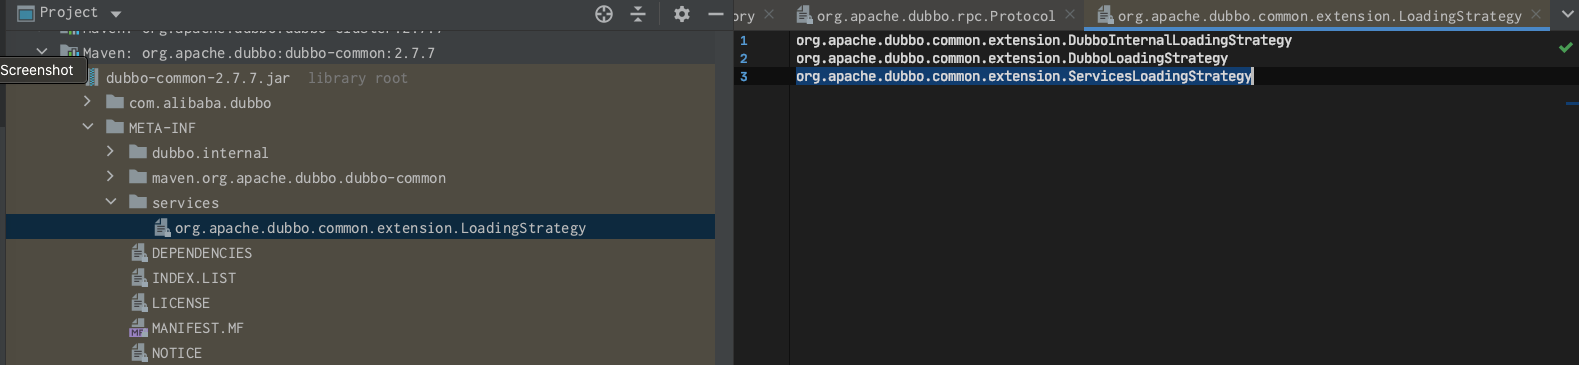 Project
Maven: org.apache.dubbo:dubbo-cluster:2.7.7
Maven: org.apache.dubbo:dubbo-common:2.7.7
Screenshot
dubbo-common-2.7.7.jar library root
com.alibaba.dubbo
META-INF
dubbo.internal
maven.org.apache.dubbo.dubbo-common
services
org.apache.dubbo.common.extension.LoadingStrategy
DEPENDENCIES
INDEX.LIST
LICENSE
MF MANIFEST.MF
NOTICE
ory org.apache.dubbo.rpc.Protocol org.apache.dubbo.common.extension.LoadingStrategy
1 org.apache.dubbo.common.extension.DubboInternalLoadingStrategy
2 org.apache.dubbo.common.extension.DubboLoadingStrategy
3 org.apache.dubbo.common.extension.ServicesLoadingStrategy